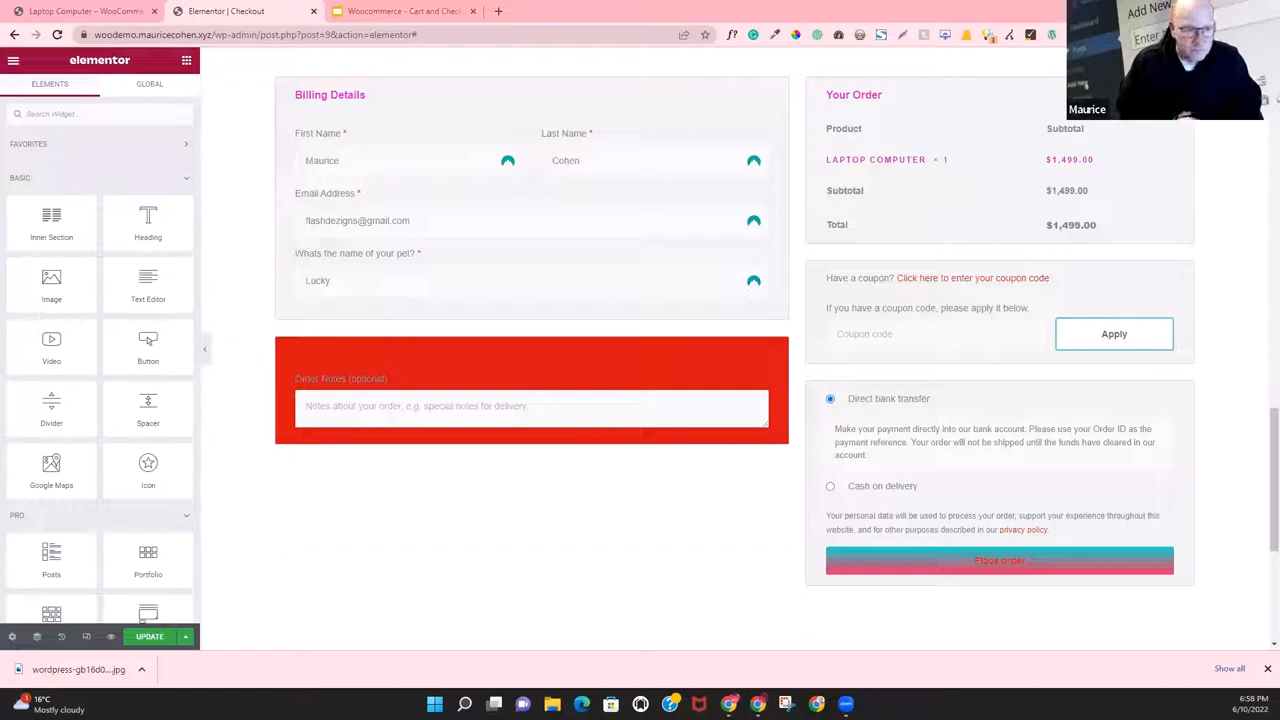 Laptop Computer – WooComme
Elementor | Checkout
Woocommerce - Cart and Check
woodemo.mauricecohen.xyz/wp-admin/post.php?post=9&action=elementor#
Add New
Maurice
elementor
ELEMENTS
GLOBAL
Search Widget...
FAVORITES
BASIC
Inner Section
Heading
Image
Text Editor
Video
Button
Divider
Spacer
Google Maps
Icon
PRO
Posts
Portfolio
UPDATE
Billing Details
First Name *
Last Name *
Maurice
Cohen
Email Address *
flashdezigns@gmail.com
Whats the name of your pet? *
Lucky
Order Notes (optional)
Notes about your order, e.g. special notes for delivery.
Your Order
Product
Subtotal
LAPTOP COMPUTER × 1
$1,499.00
Subtotal
$1,499.00
Total
$1,499.00
Have a coupon? Click here to enter your coupon code
If you have a coupon code, please apply it below.
Coupon code
Apply
Direct bank transfer
Make your payment directly into our bank account. Please use your Order ID as the
payment reference. Your order will not be shipped until the funds have cleared in our
account.
Cash on delivery
Your personal data will be used to process your order, support your experience throughout this
website, and for other purposes described in our privacy policy.
Place order
wordpress-gb16d0....jpg
Show all
16°C
Mostly cloudy
6:58 PM
6/10/2022